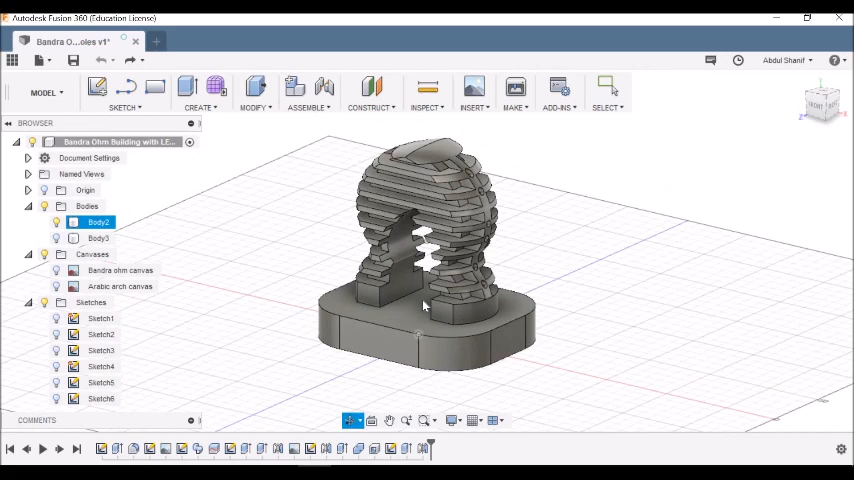 Autodesk Fusion 360 (Education License)
Bandra O...oles v1*
Abdul Shanif
MODEL
SKETCH
CREATE
MODIFY
ASSEMBLE
CONSTRUCT
INSPECT
INSERT
MAKE
ADD-INS
SELECT
FRONT
BROWSER
Bandra Ohm Building with LE...
Document Settings
Named Views
Origin
Bodies
Body2
Body3
Canvases
Bandra ohm canvas
Arabic arch canvas
Sketches
Sketch1
Sketch2
Sketch3
Sketch4
Sketch5
Sketch6
COMMENTS